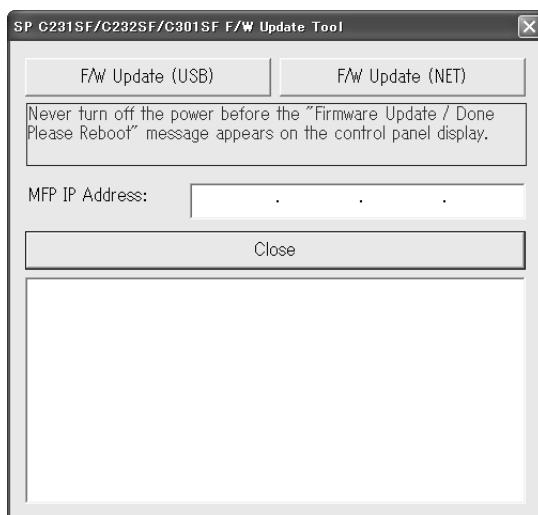 SP C231SF/C232SF/C301SF F/W Update Tool
F/W Update (USB) F/W Update (NET)
Never turn off the power before the "Firmware Update / Done
Please Reboot" message appears on the control panel display.
MFP IP Address: . . .
Close